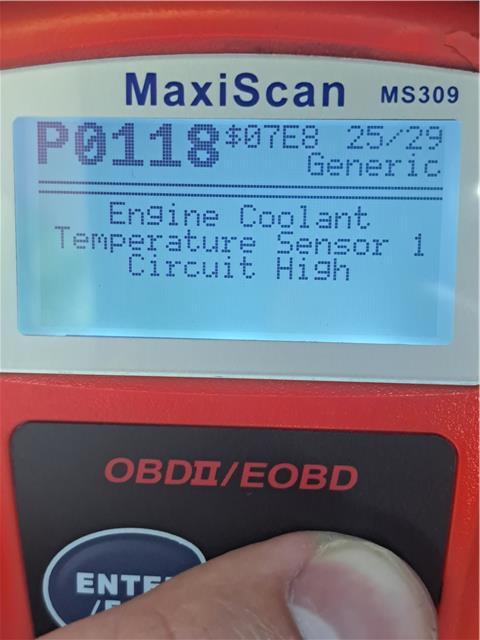 MaxiScan MS309
P0118 $07E8 25/29
Generic
Engine Coolant
Temperature Sensor 1
Circuit High
OBDII/EOBD